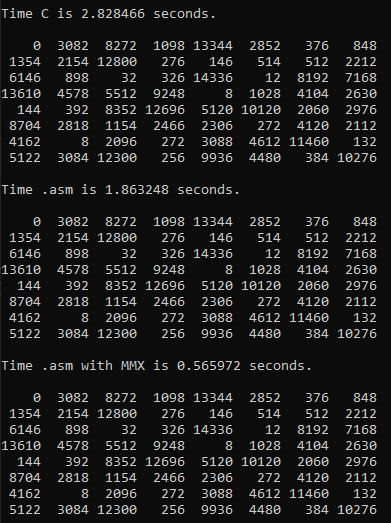 Time C is 2.828466 seconds.
0 3082 8272 1098 13344 2852 376 848
1354 2154 12800 276 146 514 512 2212
6146 898 32 326 14336 12 8192 7168
13610 4578 5512 9248 8 1028 4104 2630
144 392 8352 12696 5120 10120 2060 2976
8704 2818 1154 2466 2306 272 4120 2112
4162 8 2096 272 3088 4612 11460 132
5122 3084 12300 256 9936 4480 384 10276
Time .asm is 1.863248 seconds.
0 3082 8272 1098 13344 2852 376 848
1354 2154 12800 276 146 514 512 2212
6146 898 32 326 14336 12 8192 7168
13610 4578 5512 9248 8 1028 4104 2630
144 392 8352 12696 5120 10120 2060 2976
8704 2818 1154 2466 2306 272 4120 2112
4162 8 2096 272 3088 4612 11460 132
5122 3084 12300 256 9936 4480 384 10276
Time .asm with MMX is 0.565972 seconds.
0 3082 8272 1098 13344 2852 376 848
1354 2154 12800 276 146 514 512 2212
6146 898 32 326 14336 12 8192 7168
13610 4578 5512 9248 8 1028 4104 2630
144 392 8352 12696 5120 10120 2060 2976
8704 2818 1154 2466 2306 272 4120 2112
4162 8 2096 272 3088 4612 11460 132
5122 3084 12300 256 9936 4480 384 10276